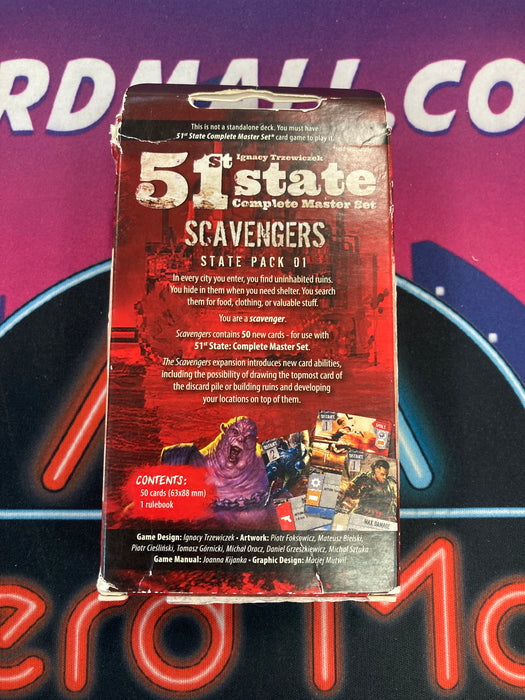 RDMALL.CO
This is not a standalone deck. You must have
51st State Complete Master Set* card game to play it.
Ignacy Trzewiczek
51st state
Complete Master Set
SCAVENGERS
STATE PACK 01
In every city you enter, you find uninhabited ruins.
You hide in them when you need shelter. You search
them for food, clothing, or valuable stuff.
You are a scavenger.
Scavengers contains 50 new cards - for use with
51st State: Complete Master Set.
The Scavengers expansion introduces new card abilities,
including the possibility of drawing the topmost card of
the discard pile or building ruins and developing
your locations on top of them.
CONTENTS:
50 cards (63x88 mm)
1 rulebook
MAX DAMAGE
Game Design: Ignacy Trzewiczek • Artwork: Piotr Foksowicz, Mateusz Bielski,
Piotr Cieśliński, Tomasz Górnicki, Michał Oracz, Daniel Grzeszkiewicz, Michał Sztuka
Game Manual: Joanna Kijanka • Graphic Design: Maciej Mutwil
ero Mo